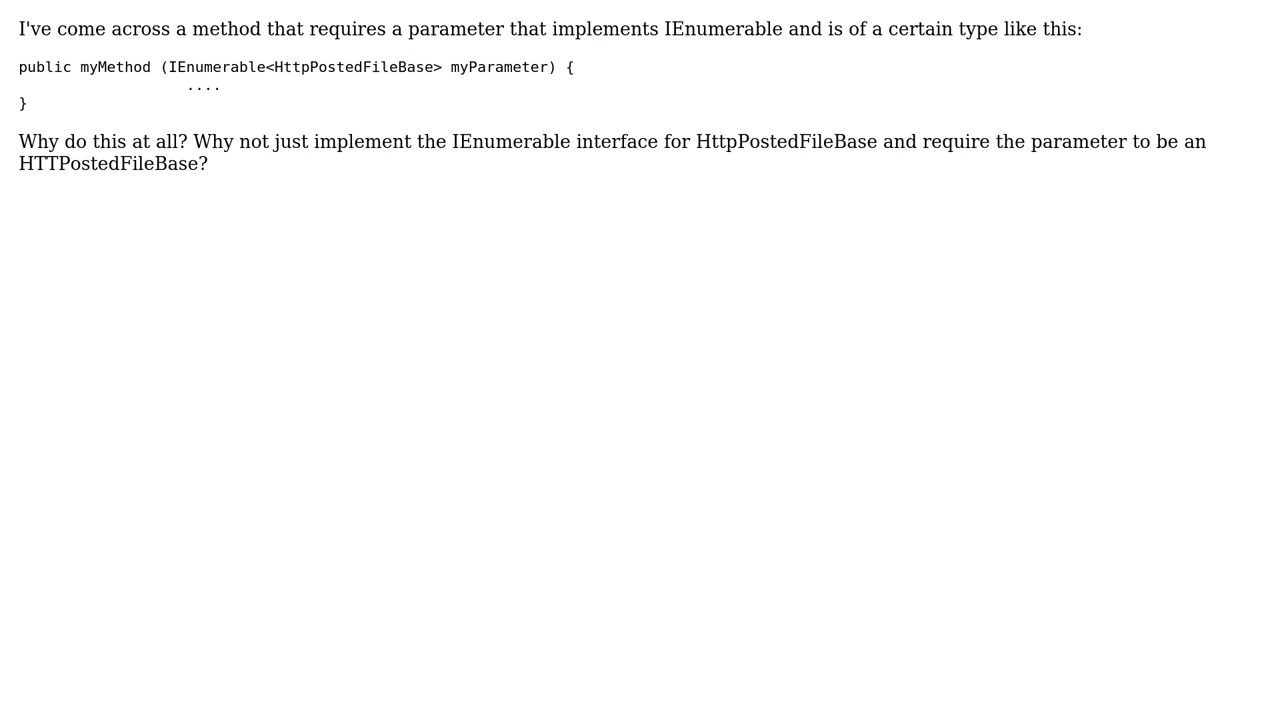 I've come across a method that requires a parameter that implements IEnumerable and is of a certain type like this:
public myMethod (IEnumerable<HttpPostedFileBase> myParameter) {
....
}
Why do this at all? Why not just implement the IEnumerable interface for HttpPostedFileBase and require the parameter to be an
HTTPostedFileBase?